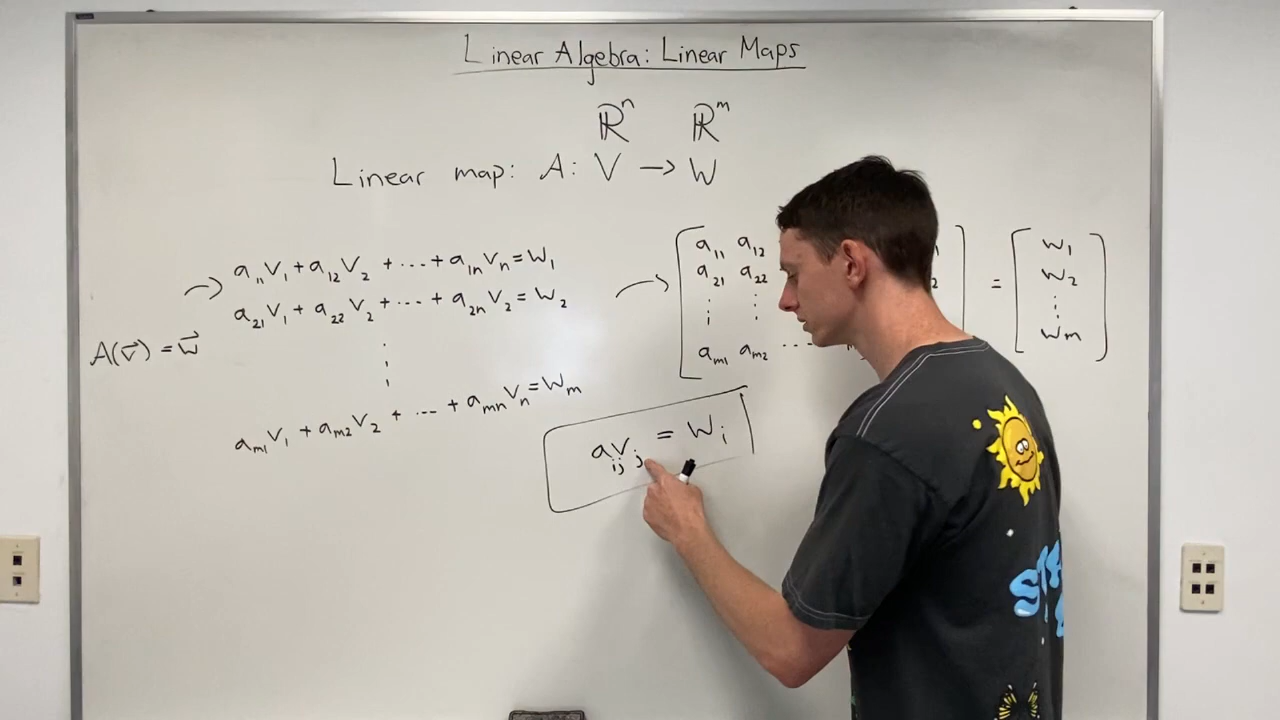 Linear Algebra: Linear Maps
ℝⁿ ℝᵐ
Linear map: A: V → W
a₁₁v₁ + a₁₂v₂ + ... + a₁ₙvₙ = w₁
a₂₁v₁ + a₂₂v₂ + ... + a₂ₙv₂ = w₂
⋮
aₘ₁v₁ + aₘ₂v₂ + ... + aₘₙvₙ = wₘ
A(v⃗) = w⃗
a₁₁ a₁₂
a₂₁ a₂₂
⋮ ⋮
aₘ₁ aₘ₂ ...
=
w₁
w₂
⋮
wₘ
aᵢⱼvⱼ = wᵢ